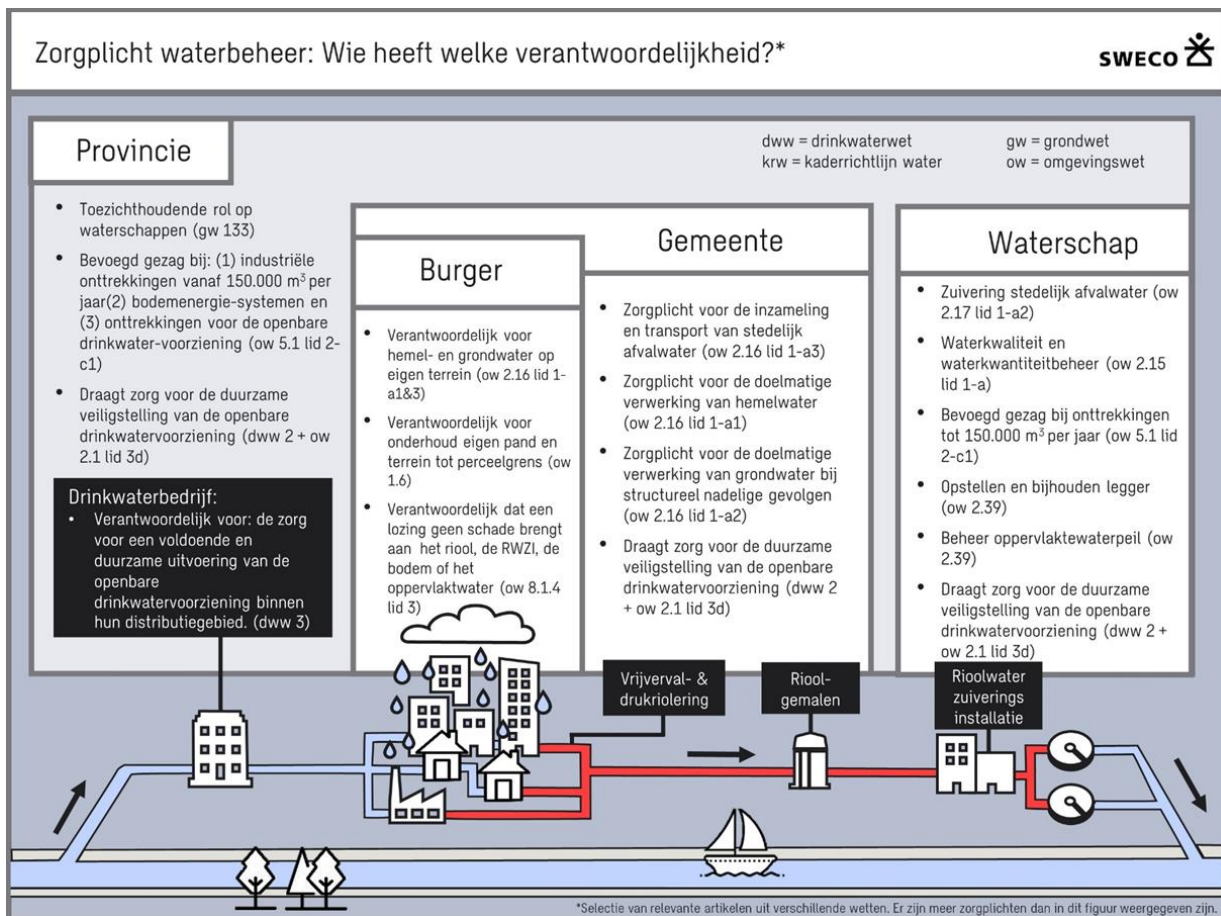 Zorgplicht waterbeheer: Wie heeft welke verantwoordelijkheid?*
SWECO
dww = drinkwaterwet
krw = kaderrichtlijn water
gw = grondwet
ow = omgevingswet
Provincie
• Toezichthoudende rol op
waterschappen (gw 133)
• Bevoegd gezag bij: (1) industriële
onttrekkingen vanaf 150.000 m³ per
jaar(2) bodemenergie-systemen en
(3) onttrekkingen voor de openbare
drinkwater-voorziening (ow 5.1 lid 2-
c1)
• Draagt zorg voor de duurzame
veiligstelling van de openbare
drinkwatervoorziening (dww 2 + ow
2.1 lid 3d)
Drinkwaterbedrijf:
• Verantwoordelijk voor: de zorg
voor een voldoende en
duurzame uitvoering van de
openbare
drinkwatervoorziening binnen
hun distributiegebied. (dww 3)
Burger
• Verantwoordelijk voor
hemel- en grondwater op
eigen terrein (ow 2.16 lid 1-
a1&3)
• Verantwoordelijk voor
onderhoud eigen pand en
terrein tot perceelgrens (ow
1.6)
• Verantwoordelijk dat een
lozing geen schade brengt
aan het riool, de RWZI, de
bodem of het
oppervlaktwater (ow 8.1.4
lid 3)
Gemeente
• Zorgplicht voor de inzameling
en transport van stedelijk
afvalwater (ow 2.16 lid 1-a3)
• Zorgplicht voor de doelmatige
verwerking van hemelwater
(ow 2.16 lid 1-a1)
• Zorgplicht voor de doelmatige
verwerking van grondwater bij
structureel nadelige gevolgen
(ow 2.16 lid 1-a2)
• Draagt zorg voor de duurzame
veiligstelling van de openbare
drinkwatervoorziening (dww 2
+ ow 2.1 lid 3d)
Waterschap
• Zuivering stedelijk afvalwater (ow
2.17 lid 1-a2)
• Waterkwaliteit en
waterkwantiteitbeheer (ow 2.15
lid 1-a)
• Bevoegd gezag bij onttrekkingen
tot 150.000 m³ per jaar (ow 5.1 lid
2-c1)
• Opstellen en bijhouden legger
(ow 2.39)
• Beheer oppervlaktewaterpeil (ow
2.39)
• Draagt zorg voor de duurzame
veiligstelling van de openbare
drinkwatervoorziening (dww 2 +
ow 2.1 lid 3d)
Vrijverval- &
drukriolering
Riool-
gemalen
Rioolwater
zuiverings
installatie
*Selectie van relevante artikelen uit verschillende wetten. Er zijn meer zorgplichten dan in dit figuur weergegeven zijn.